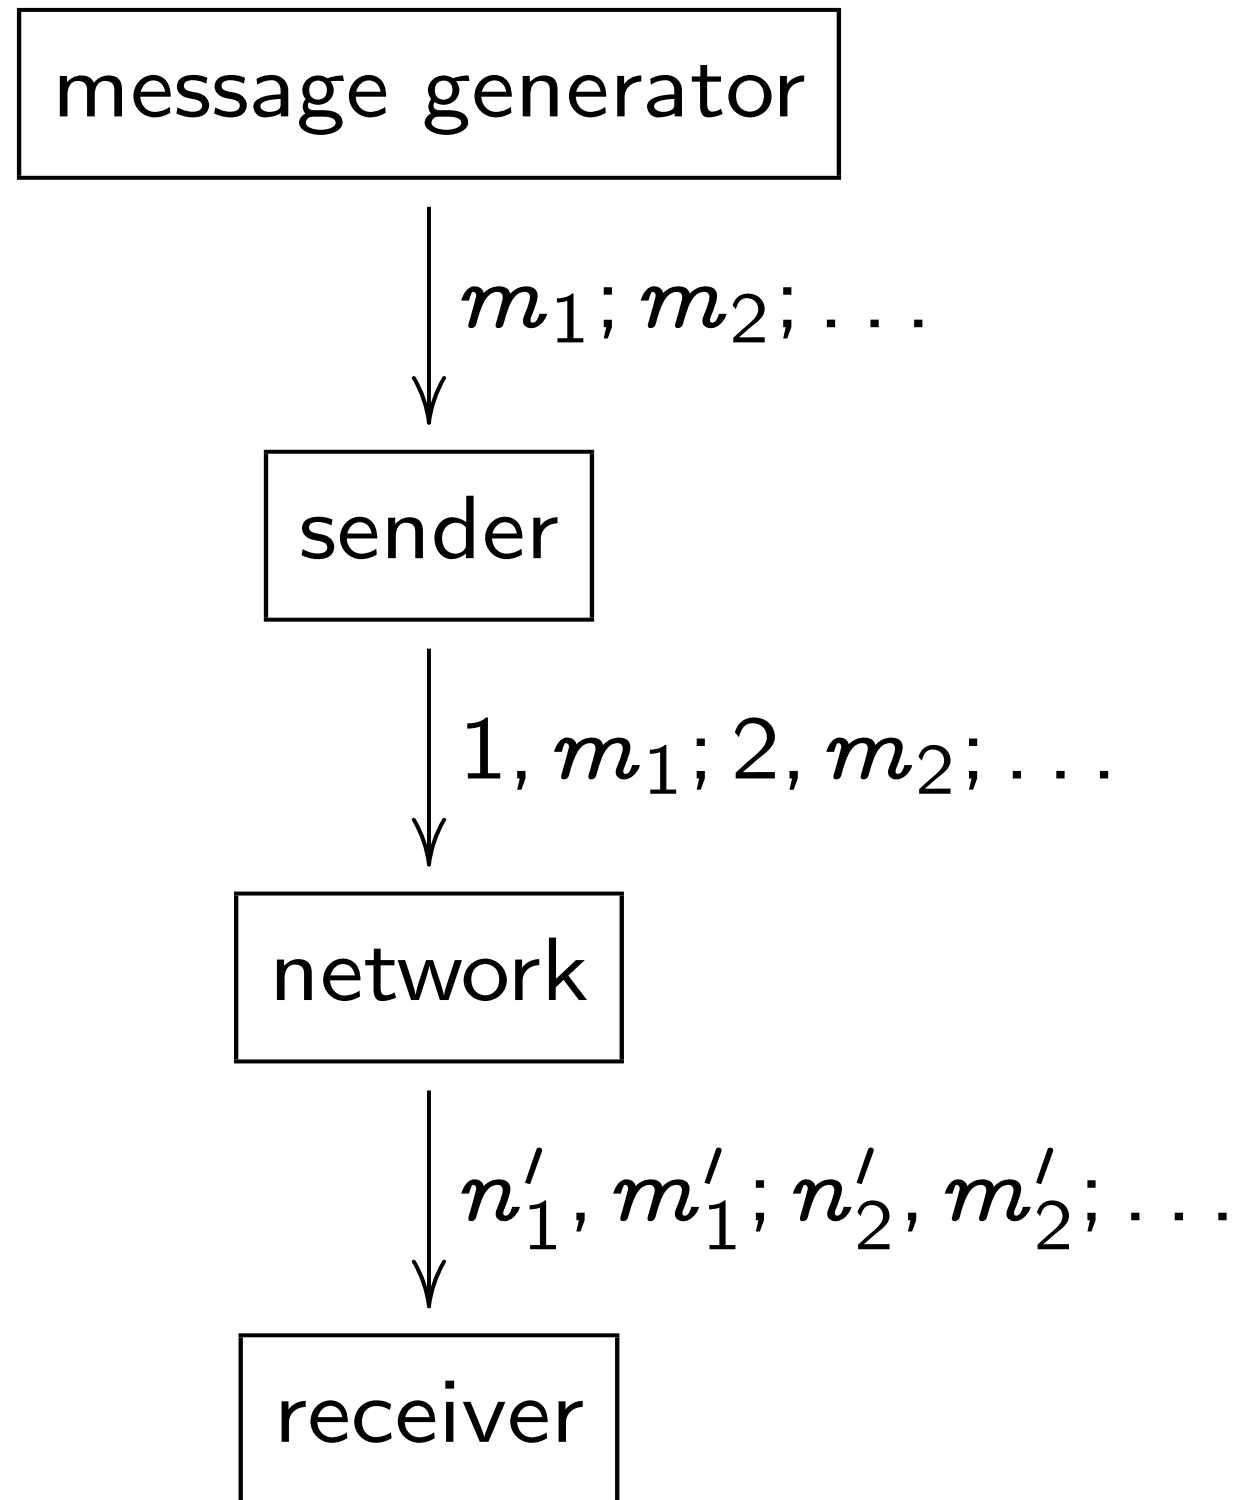 message generator
m₁; m₂; . . .
sender
1, m₁; 2, m₂; . . .
network
n′₁, m′₁; n′₂, m′₂; . . .
receiver